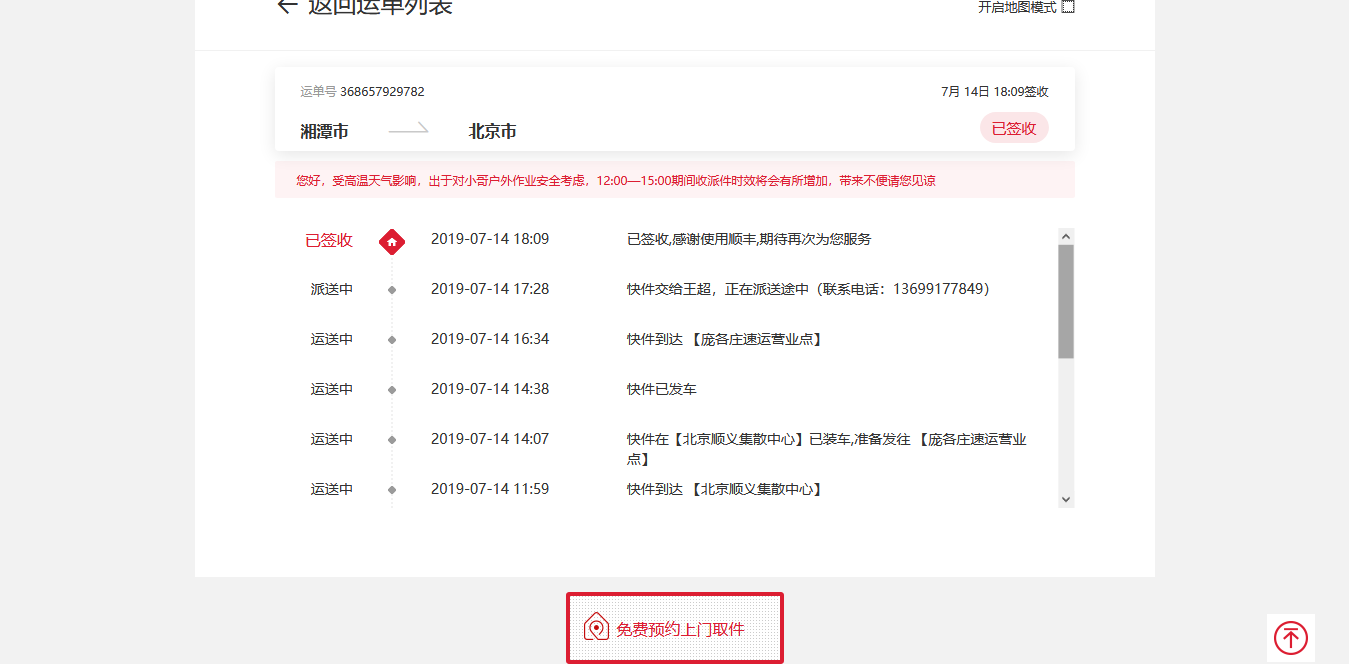 返回运单列表
开启地图模式
运单号 368657929782
7月 14日 18:09签收
湘潭市
北京市
已签收
您好，受高温天气影响，出于对小哥户外作业安全考虑，12:00—15:00期间收派件时效将会有所增加，带来不便请您见谅
已签收 2019-07-14 18:09 已签收,感谢使用顺丰,期待再次为您服务
派送中 2019-07-14 17:28 快件交给王超，正在派送途中（联系电话：13699177849）
运送中 2019-07-14 16:34 快件到达 【庞各庄速运营业点】
运送中 2019-07-14 14:38 快件已发车
运送中 2019-07-14 14:07 快件在【北京顺义集散中心】已装车,准备发往 【庞各庄速运营业
点】
运送中 2019-07-14 11:59 快件到达 【北京顺义集散中心】
免费预约上门取件